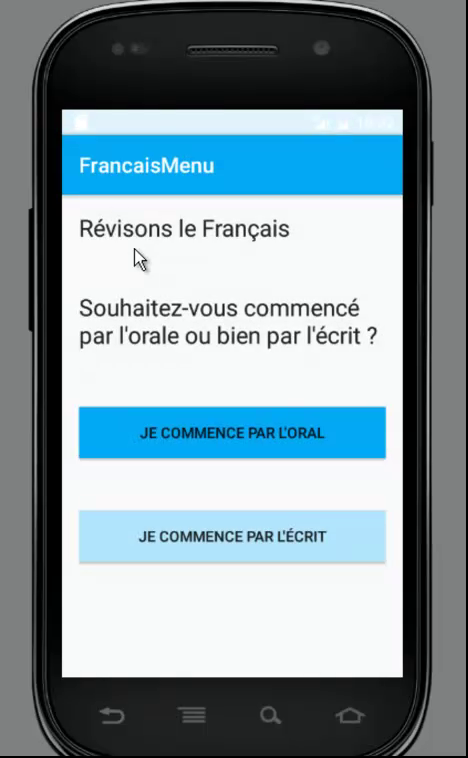 FrancaisMenu
Révisons le Français
Souhaitez-vous commencé
par l'orale ou bien par l'écrit ?
JE COMMENCE PAR L'ORAL
JE COMMENCE PAR L'ÉCRIT